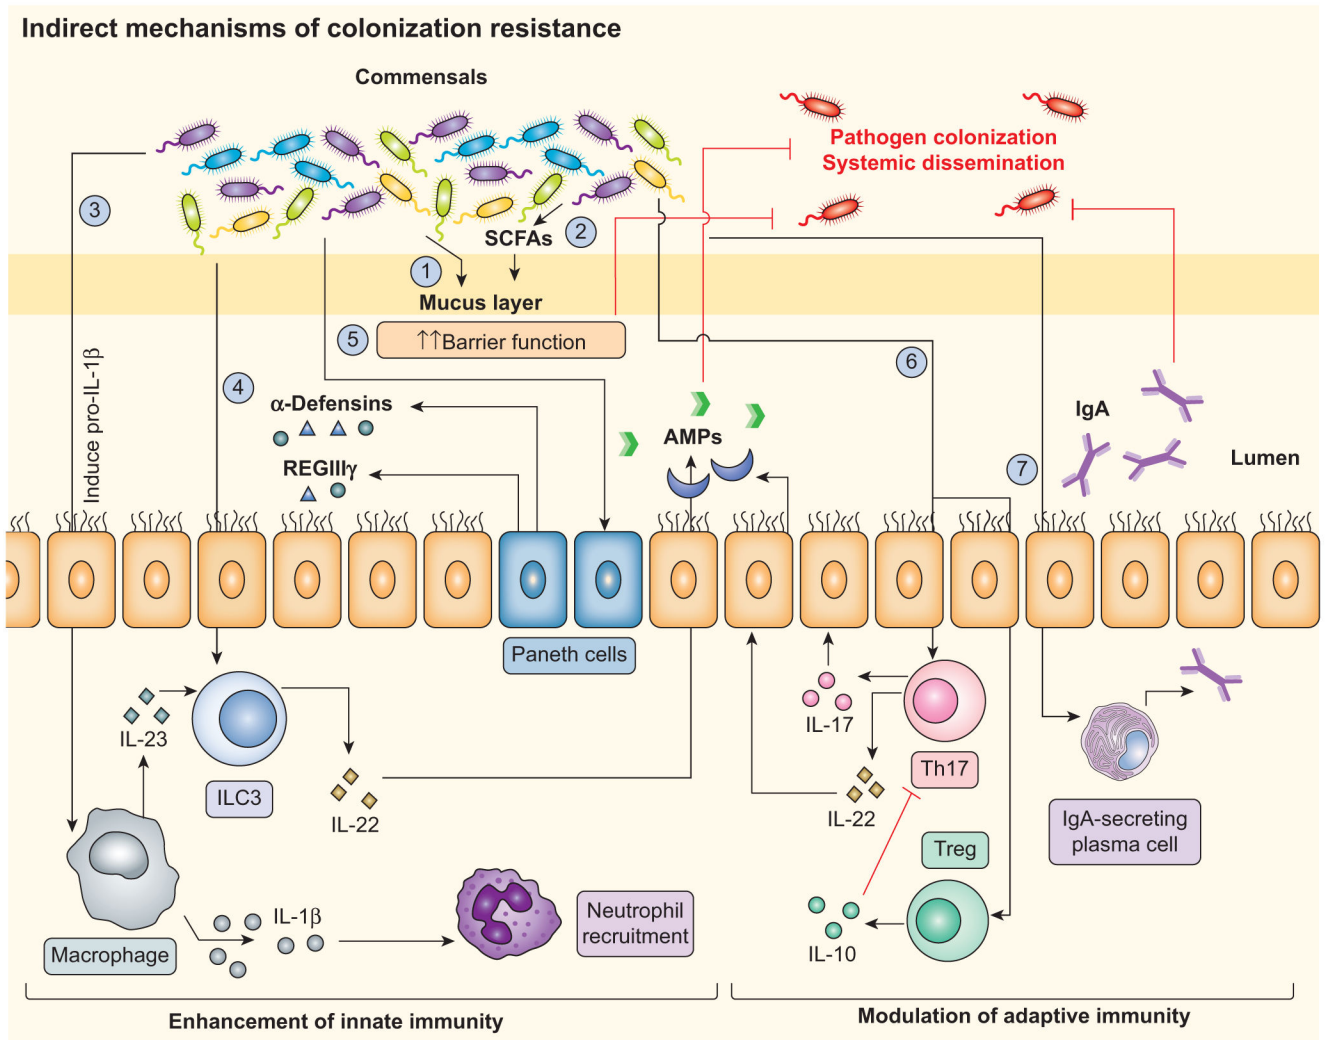 Indirect mechanisms of colonization resistance
Commensals
Pathogen colonization
Systemic dissemination
3
2
SCFAs
1
Mucus layer
5
↑↑Barrier function
6
Induce pro-IL-1β
4
α-Defensins
REGIIIγ
AMPs
IgA
7
Lumen
Paneth cells
IL-23
ILC3
IL-22
IL-17
Th17
IL-22
IgA-secreting
plasma cell
Treg
Macrophage
IL-1β
Neutrophil
recruitment
IL-10
Enhancement of innate immunity
Modulation of adaptive immunity